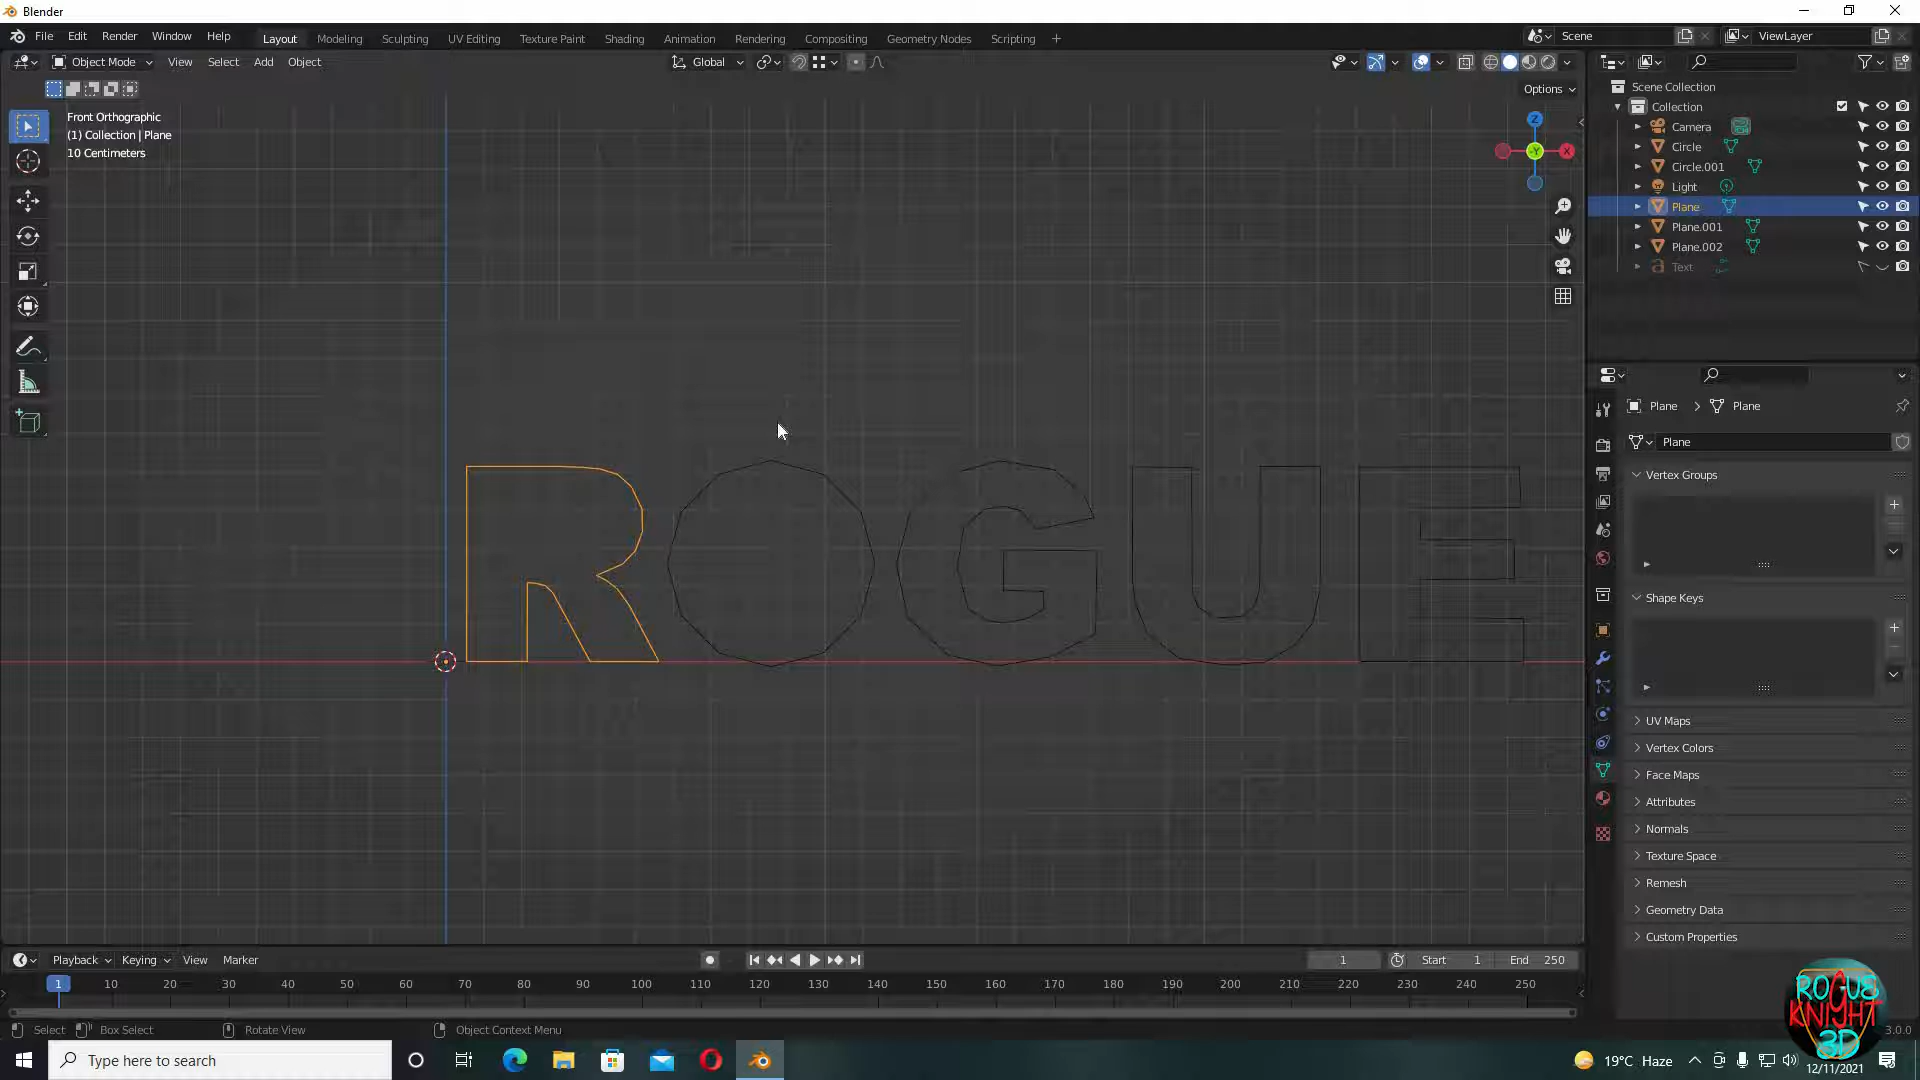 Blender
File Edit Render Window Help Layout Modeling Sculpting UV Editing Texture Paint Shading Animation Rendering Compositing Geometry Nodes Scripting + Scene ViewLayer
Object Mode View Select Add Object Global
Options
Front Orthographic
(1) Collection | Plane
10 Centimeters
Z
-Y
X
ROGUE
Scene Collection
Collection
Camera
Circle
Circle.001
Light
Plane
Plane.001
Plane.002
Text
Plane > Plane
Plane
Vertex Groups
Shape Keys
UV Maps
Vertex Colors
Face Maps
Attributes
Normals
Texture Space
Remesh
Geometry Data
Custom Properties
Playback Keying View Marker 1 Start 1 End 250
1 10 20 30 40 50 60 70 80 90 100 110 120 130 140 150 160 170 180 190 200 210 220 230 240 250
Select Box Select Rotate View Object Context Menu 3.0.0
ROGUE
KNIGHT
3D
Type here to search
19°C Haze
12/11/2021